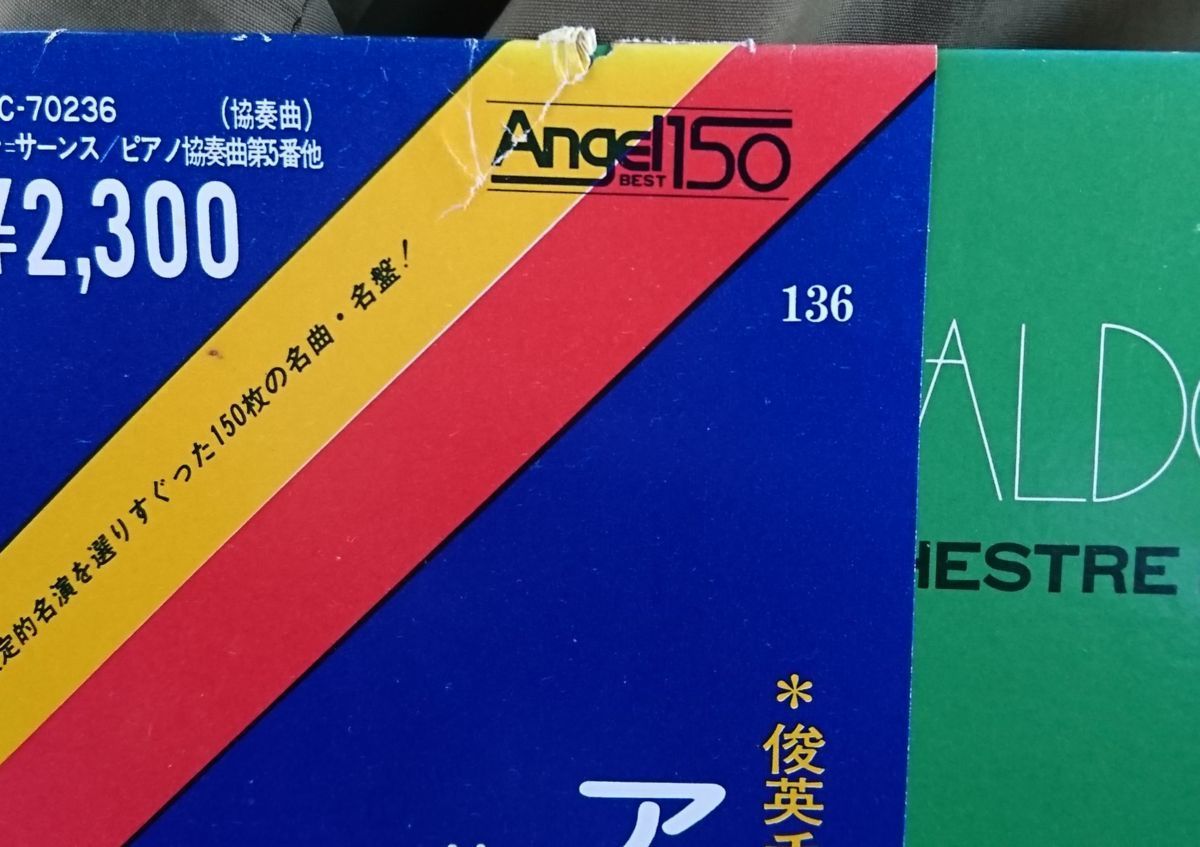 C-70236 (協奏曲)
=サーンス/ピアノ協奏曲第5番他
¥2,300
Angel 150
BEST
定的名演を選りすぐった150枚の名曲・名盤!
136
ALD
HESTRE
*俊英
ア